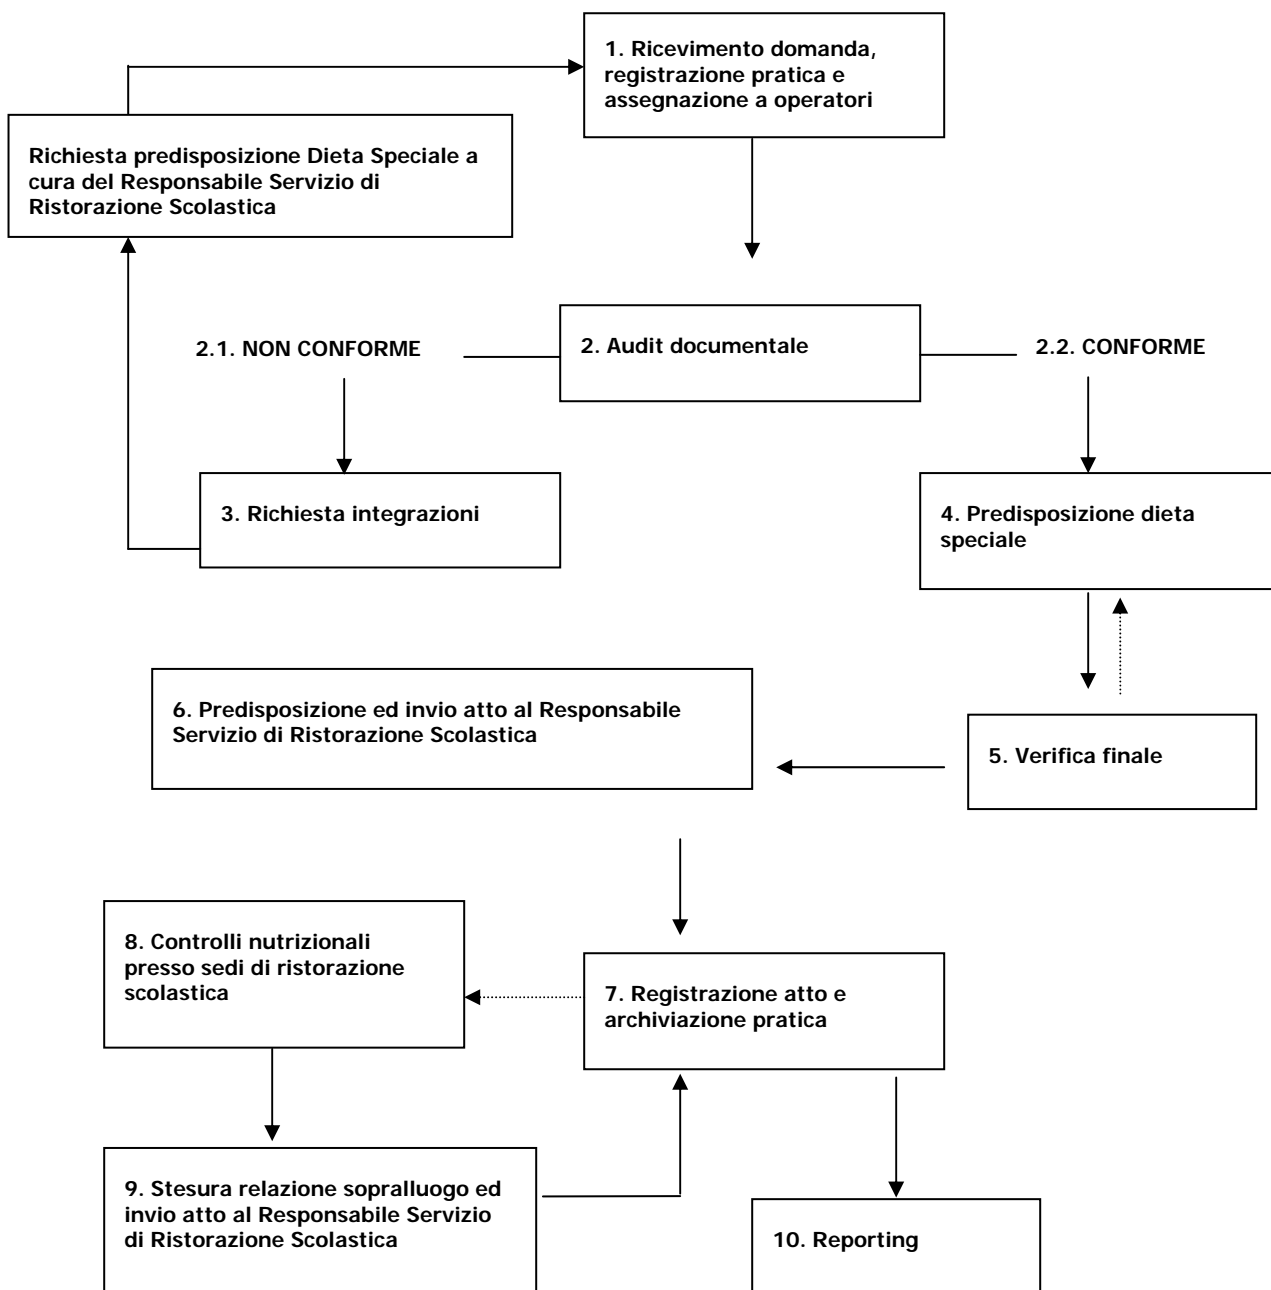 1. Ricevimento domanda,
registrazione pratica e
assegnazione a operatori
Richiesta predisposizione Dieta Speciale a
cura del Responsabile Servizio di
Ristorazione Scolastica
2.1. NON CONFORME
2. Audit documentale
2.2. CONFORME
3. Richiesta integrazioni
4. Predisposizione dieta
speciale
6. Predisposizione ed invio atto al Responsabile
Servizio di Ristorazione Scolastica
5. Verifica finale
8. Controlli nutrizionali
presso sedi di ristorazione
scolastica
7. Registrazione atto e
archiviazione pratica
9. Stesura relazione sopralluogo ed
invio atto al Responsabile Servizio
di Ristorazione Scolastica
10. Reporting